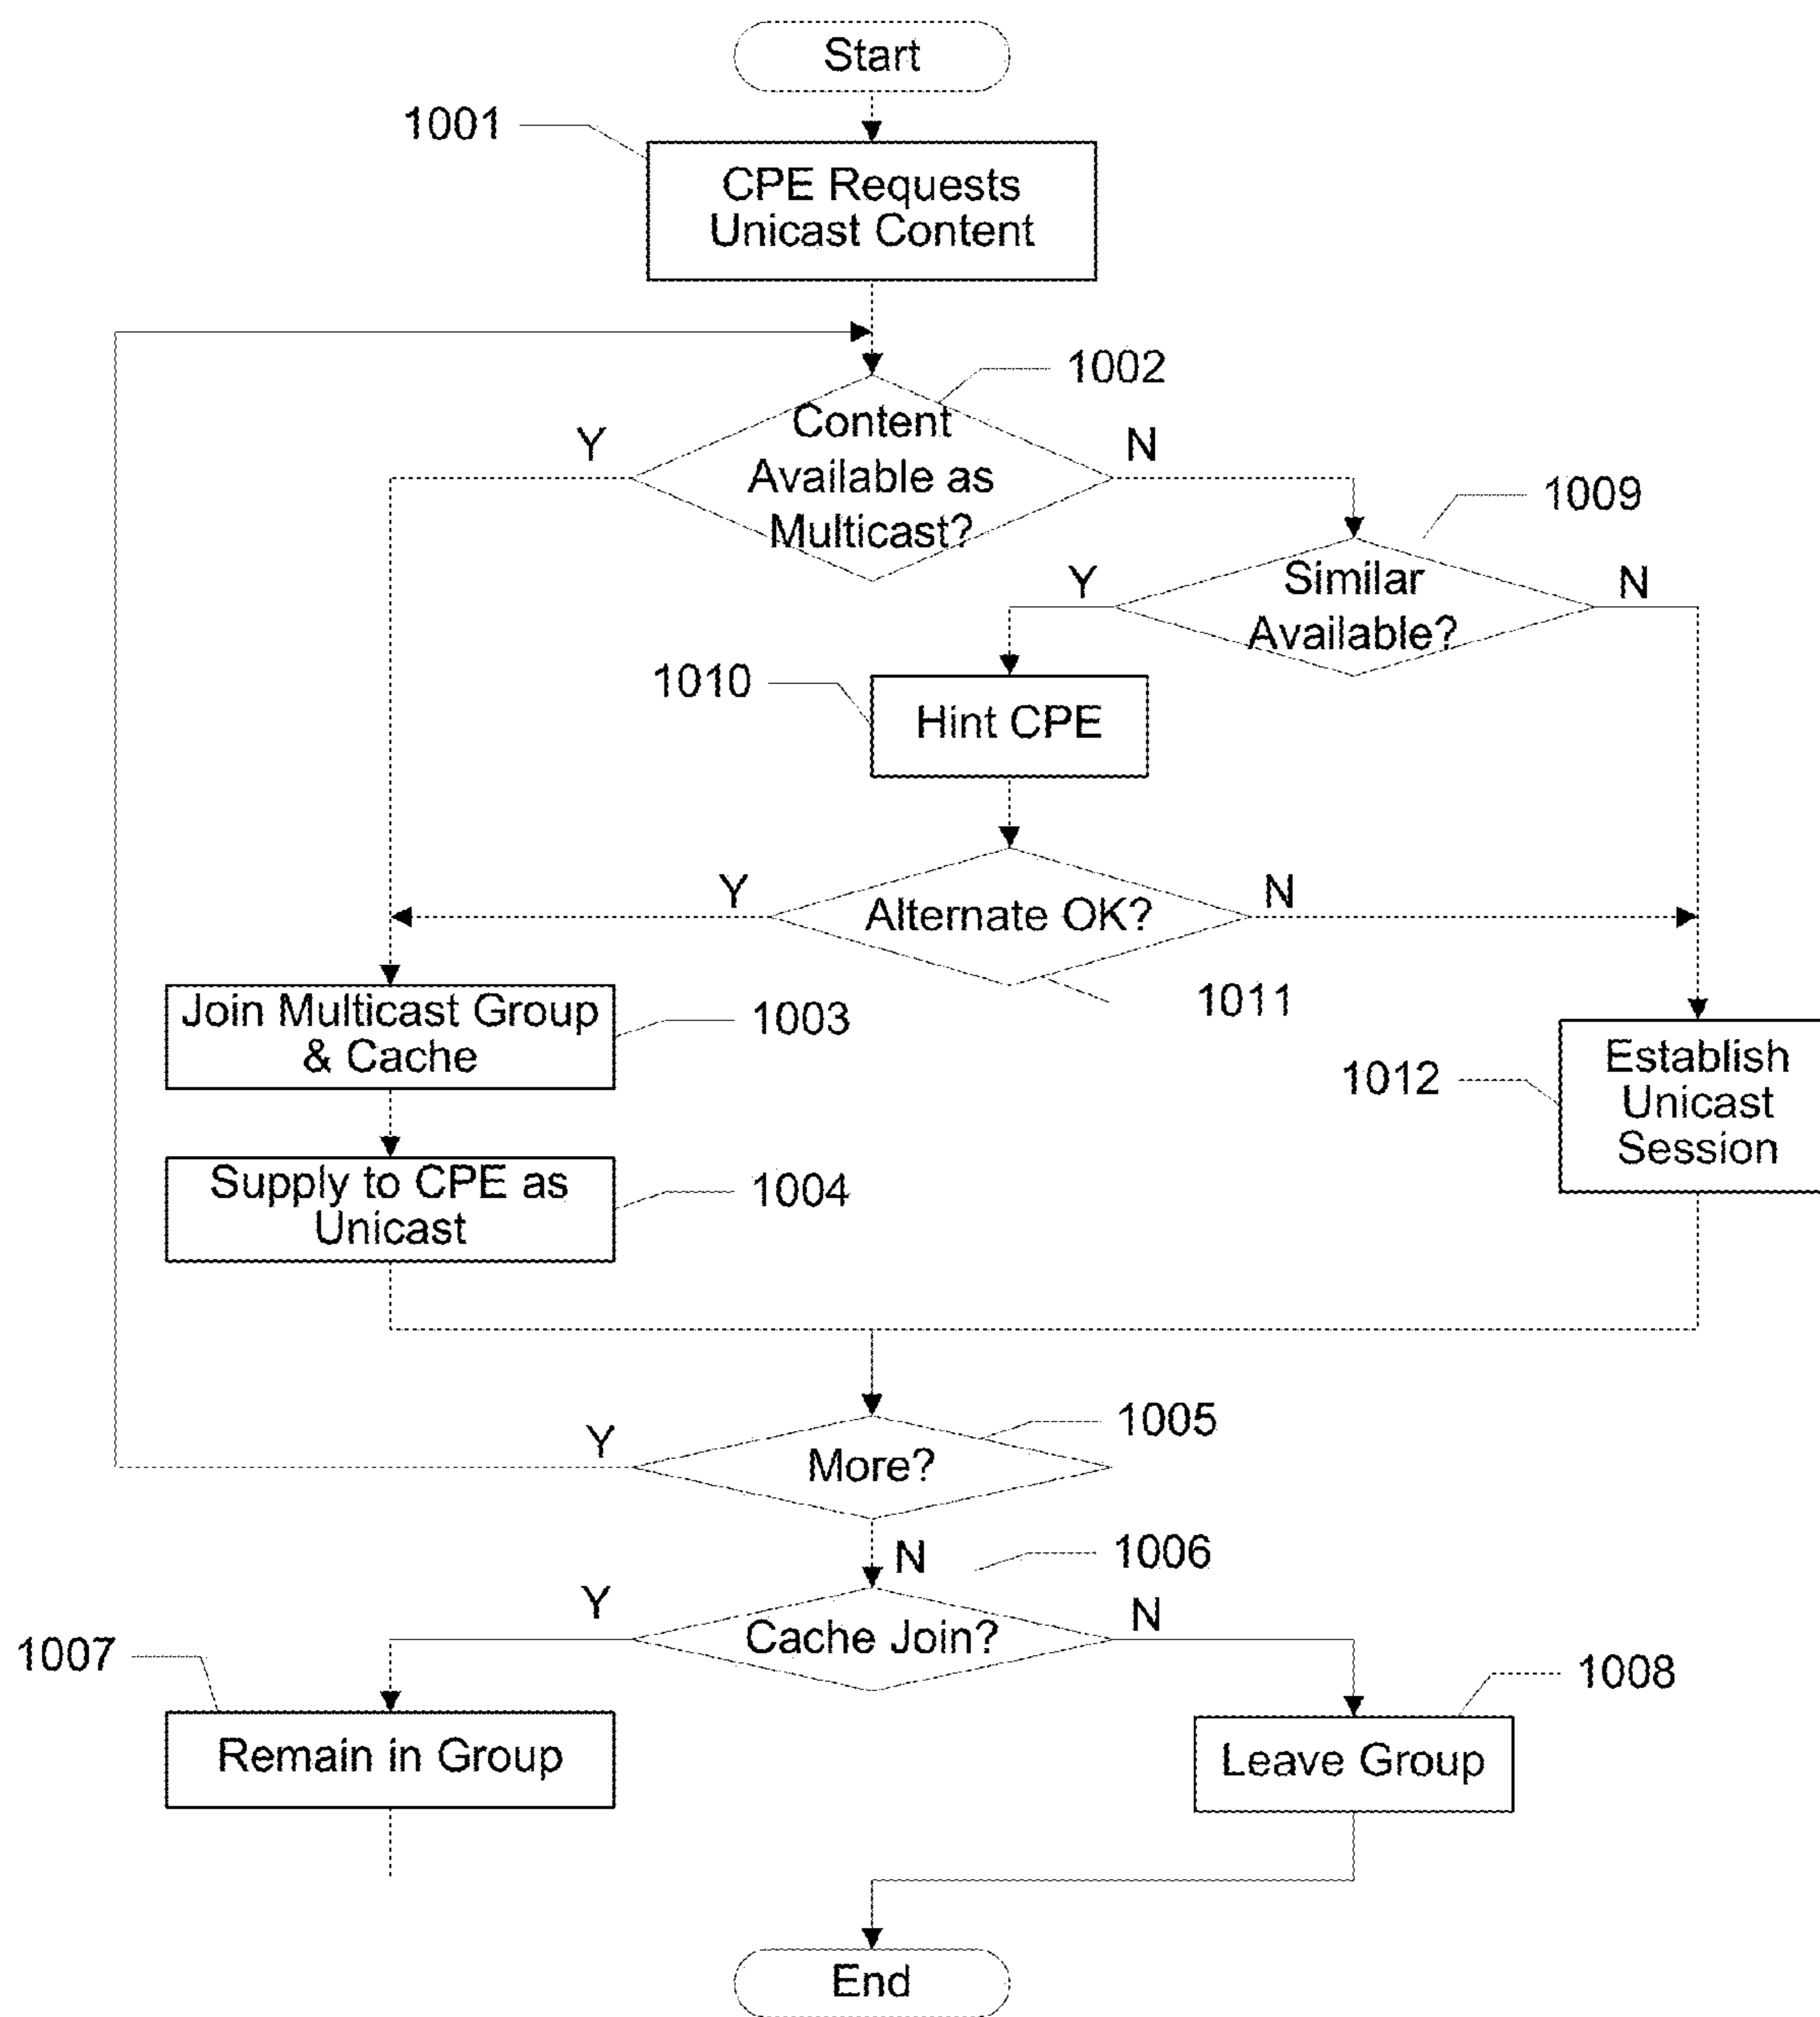 Start
1001
CPE Requests
Unicast Content
1002
Content
Available as
Multicast?
Y
N
1009
Similar
Available?
Y
N
1010
Hint CPE
Alternate OK?
Y
N
1011
Join Multicast Group
& Cache
1003
Establish
Unicast
Session
1012
Supply to CPE as
Unicast
1004
1005
More?
Y
N
1006
Cache Join?
Y
N
1007
Remain in Group
1008
Leave Group
End